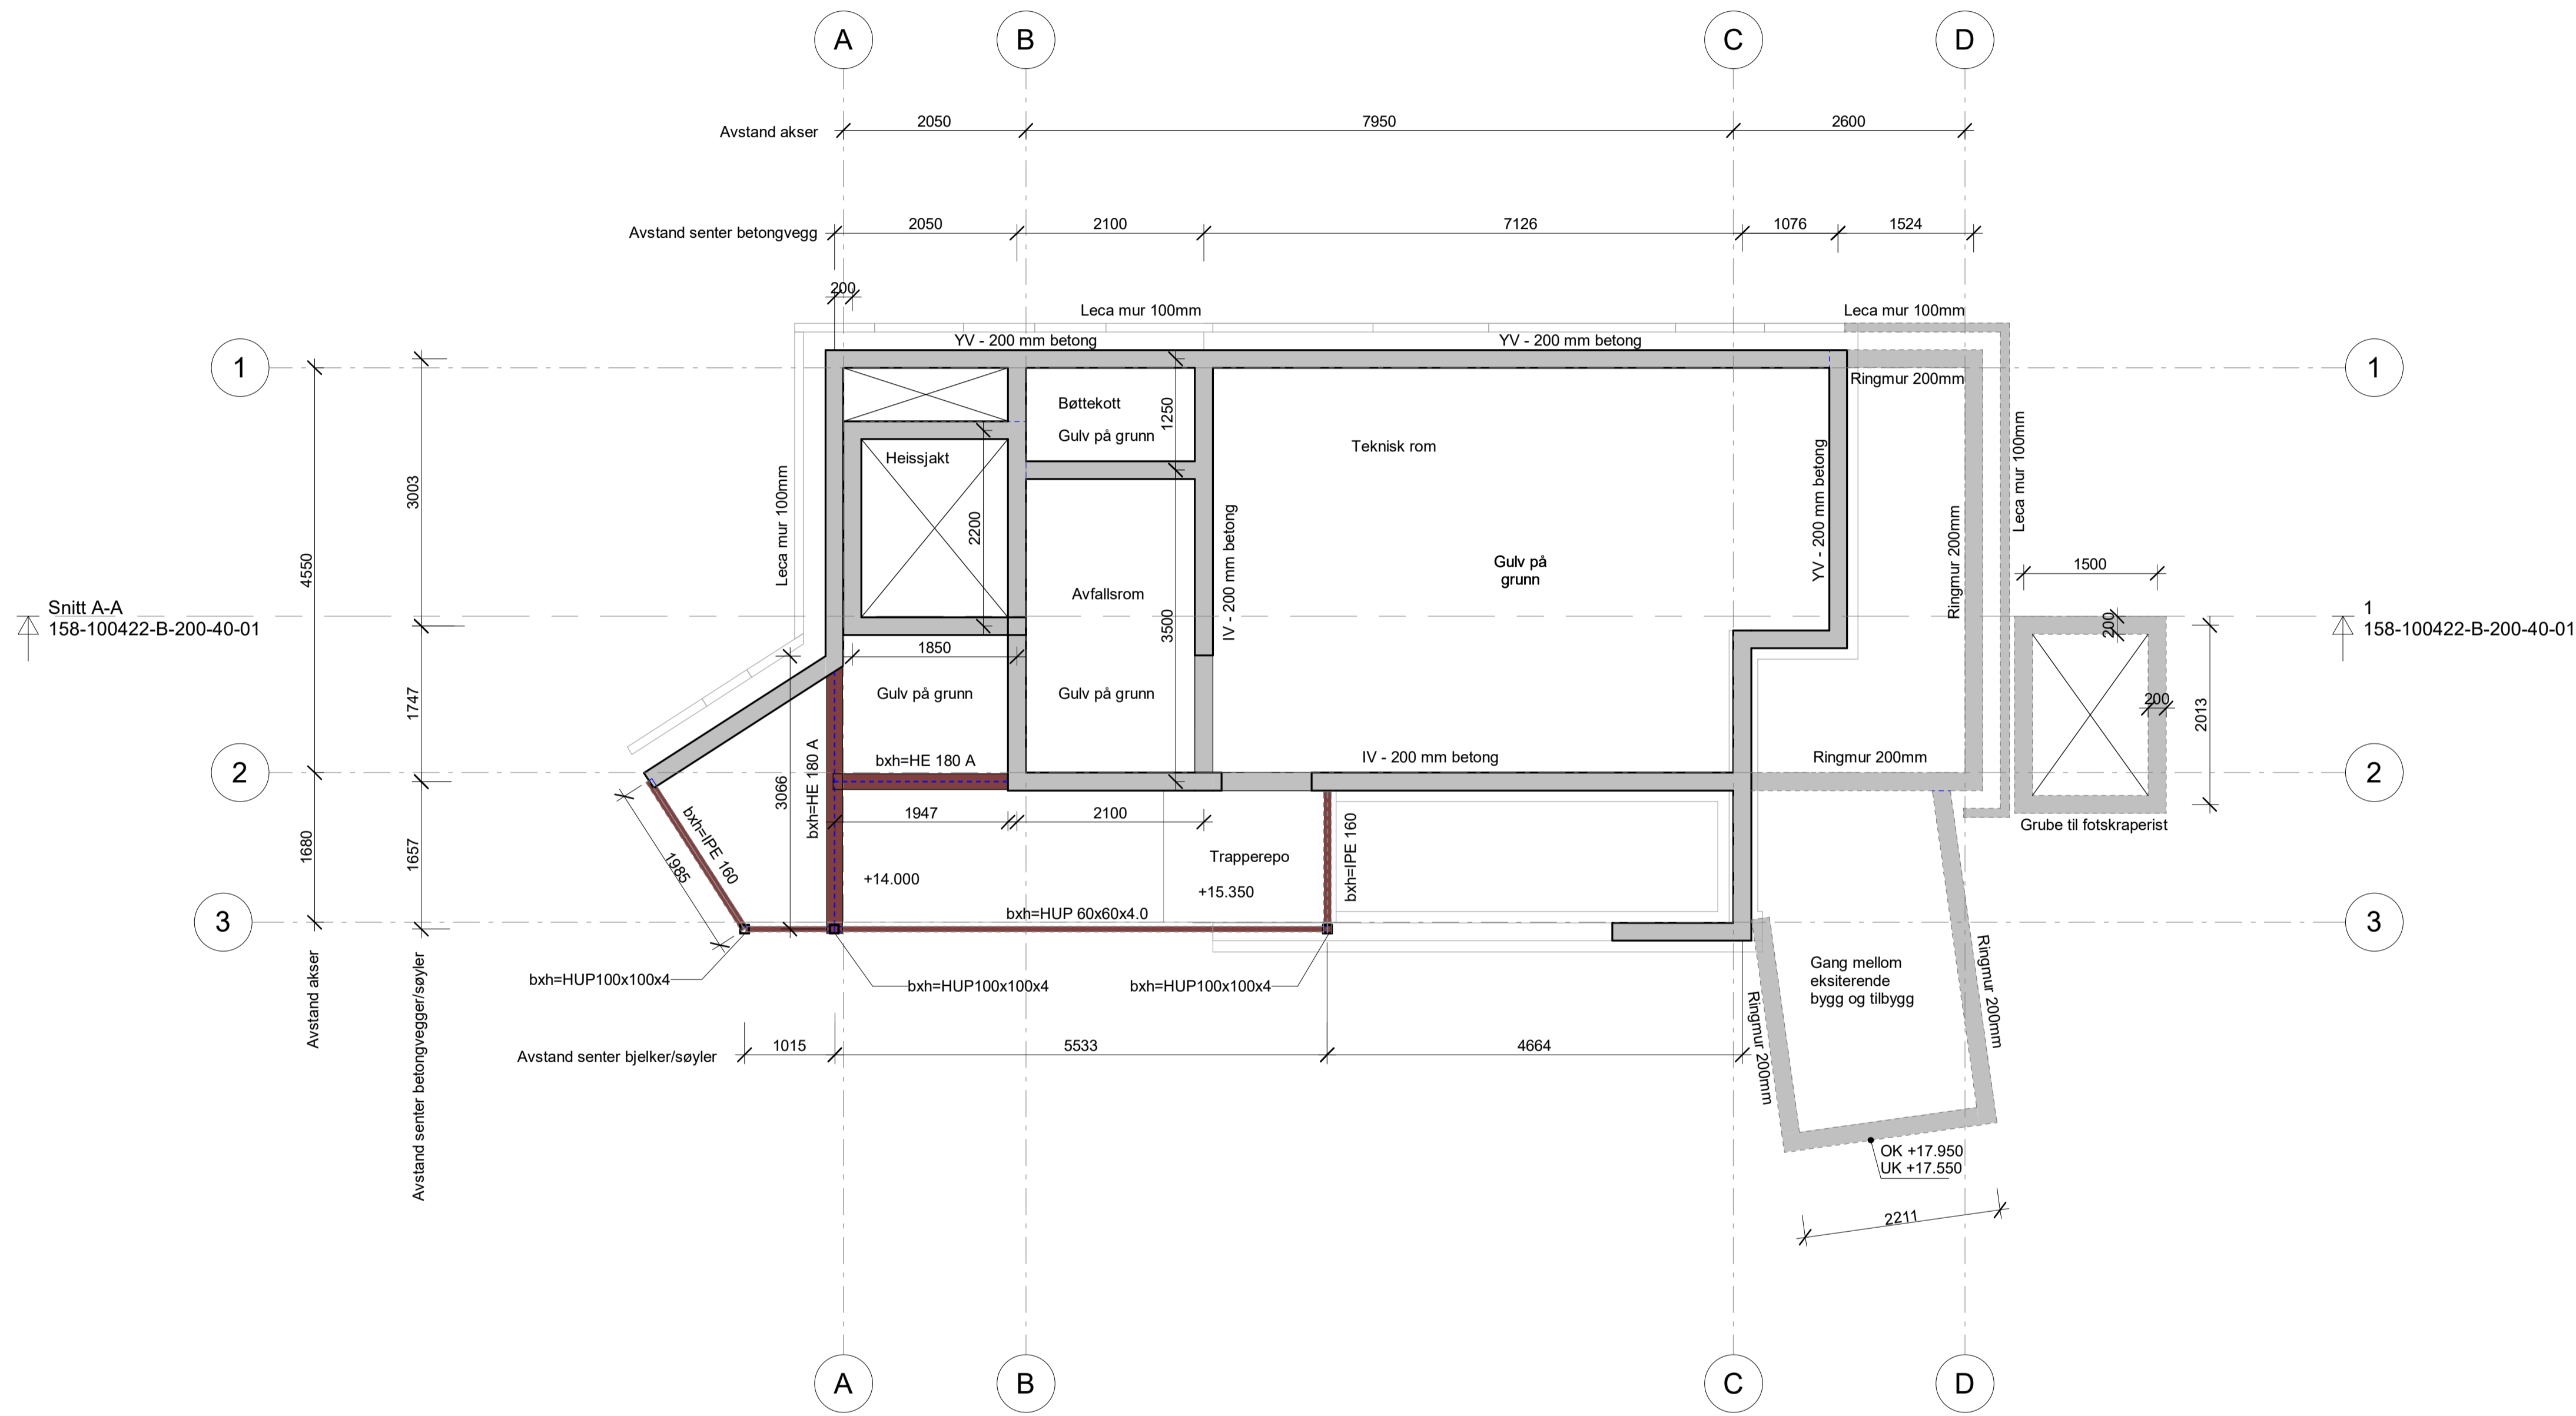 A
B
C
D
Avstand akser
2050
7950
2600
Avstand senter betongvegg
2050
2100
7126
1076
1524
200
Leca mur 100mm
Leca mur 100mm
YV - 200 mm betong
YV - 200 mm betong
1
1
Ringmur 200mm
Bøttekott
Gulv på grunn
1250
Teknisk rom
Heissjakt
Leca mur 100mm
2200
3003
4550
IV - 200 mm betong
YV - 200 mm betong
Ringmur 200mm
Leca mur 100mm
Gulv på
grunn
Avfallsrom
3500
1500
200
200
2013
Snitt A-A
158-100422-B-200-40-01
1
158-100422-B-200-40-01
1850
Gulv på grunn
Gulv på grunn
1747
bxh=HE 180 A
bxh=HE 180 A
IV - 200 mm betong
Ringmur 200mm
2
2
3066
1947
2100
Grube til fotskraperist
bxh=IPE 160
1985
1680
1657
Trapperepo
bxh=IPE 160
+14.000
+15.350
bxh=HUP 60x60x4.0
3
3
Avstand akser
Avstand senter betongvegger/søyler
bxh=HUP100x100x4
bxh=HUP100x100x4
bxh=HUP100x100x4
Gang mellom
eksiterende
bygg og tilbygg
Ringmur 200mm
Ringmur 200mm
Avstand senter bjelker/søyler
1015
5533
4664
OK +17.950
UK +17.550
2211
A
B
C
D